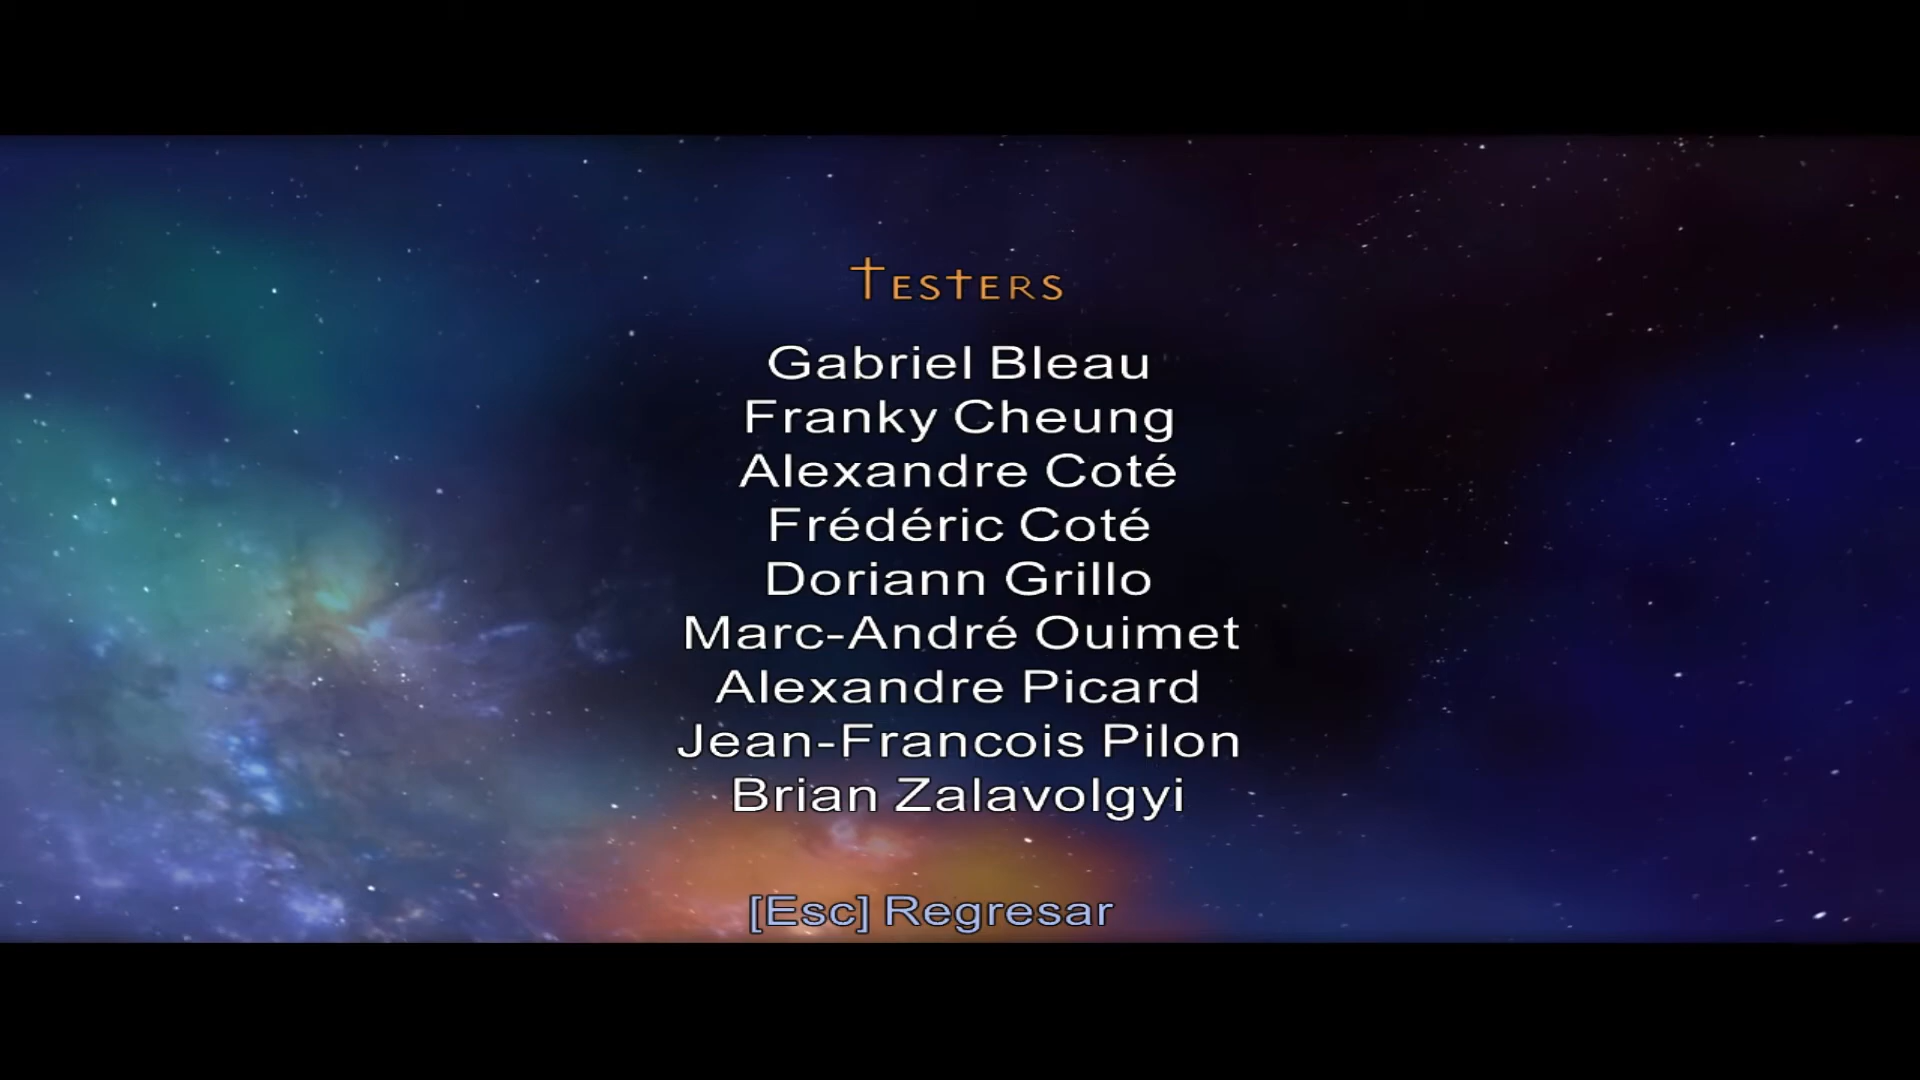 Testers
Gabriel Bleau
Franky Cheung
Alexandre Coté
Frédéric Coté
Doriann Grillo
Marc-André Ouimet
Alexandre Picard
Jean-Francois Pilon
Brian Zalavolgyi
[Esc] Regresar